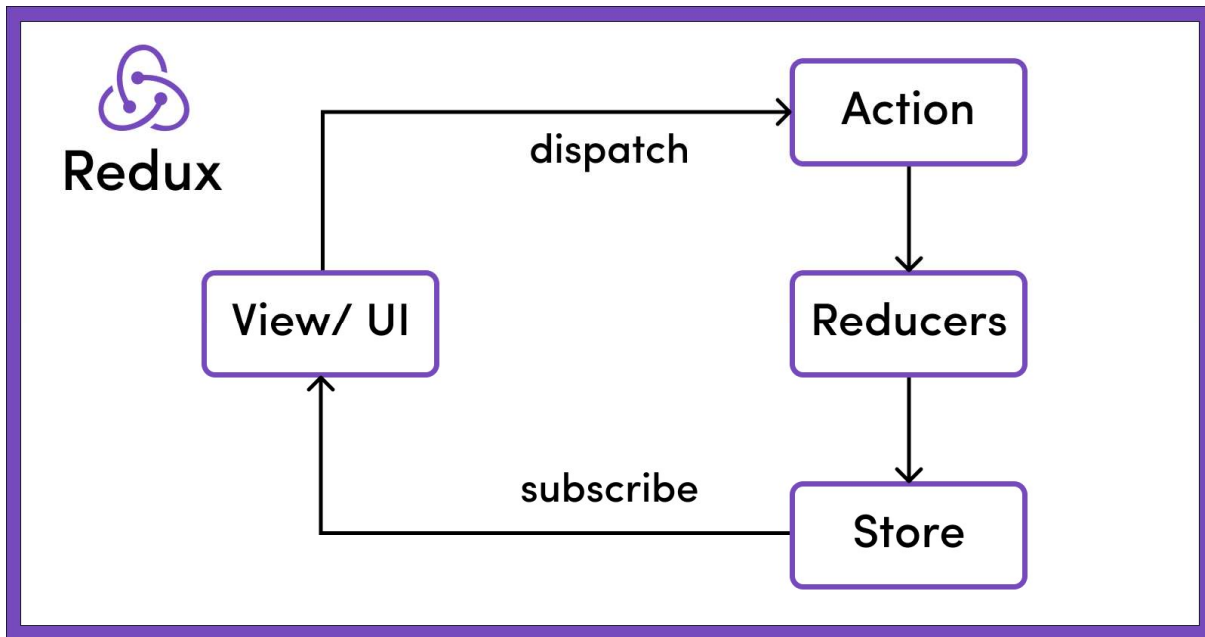 Redux
dispatch
Action
View/ UI
Reducers
subscribe
Store